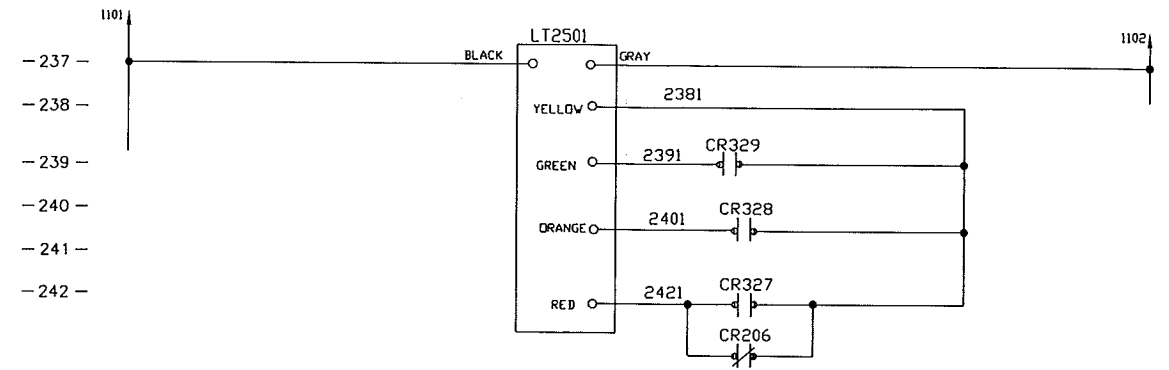 1101
1102
LT2501
-237-
BLACK
GRAY
-238-
YELLOW
2381
-239-
GREEN
2391
CR329
-240-
ORANGE
2401
CR328
-241-
-242-
RED
2421
CR327
CR206